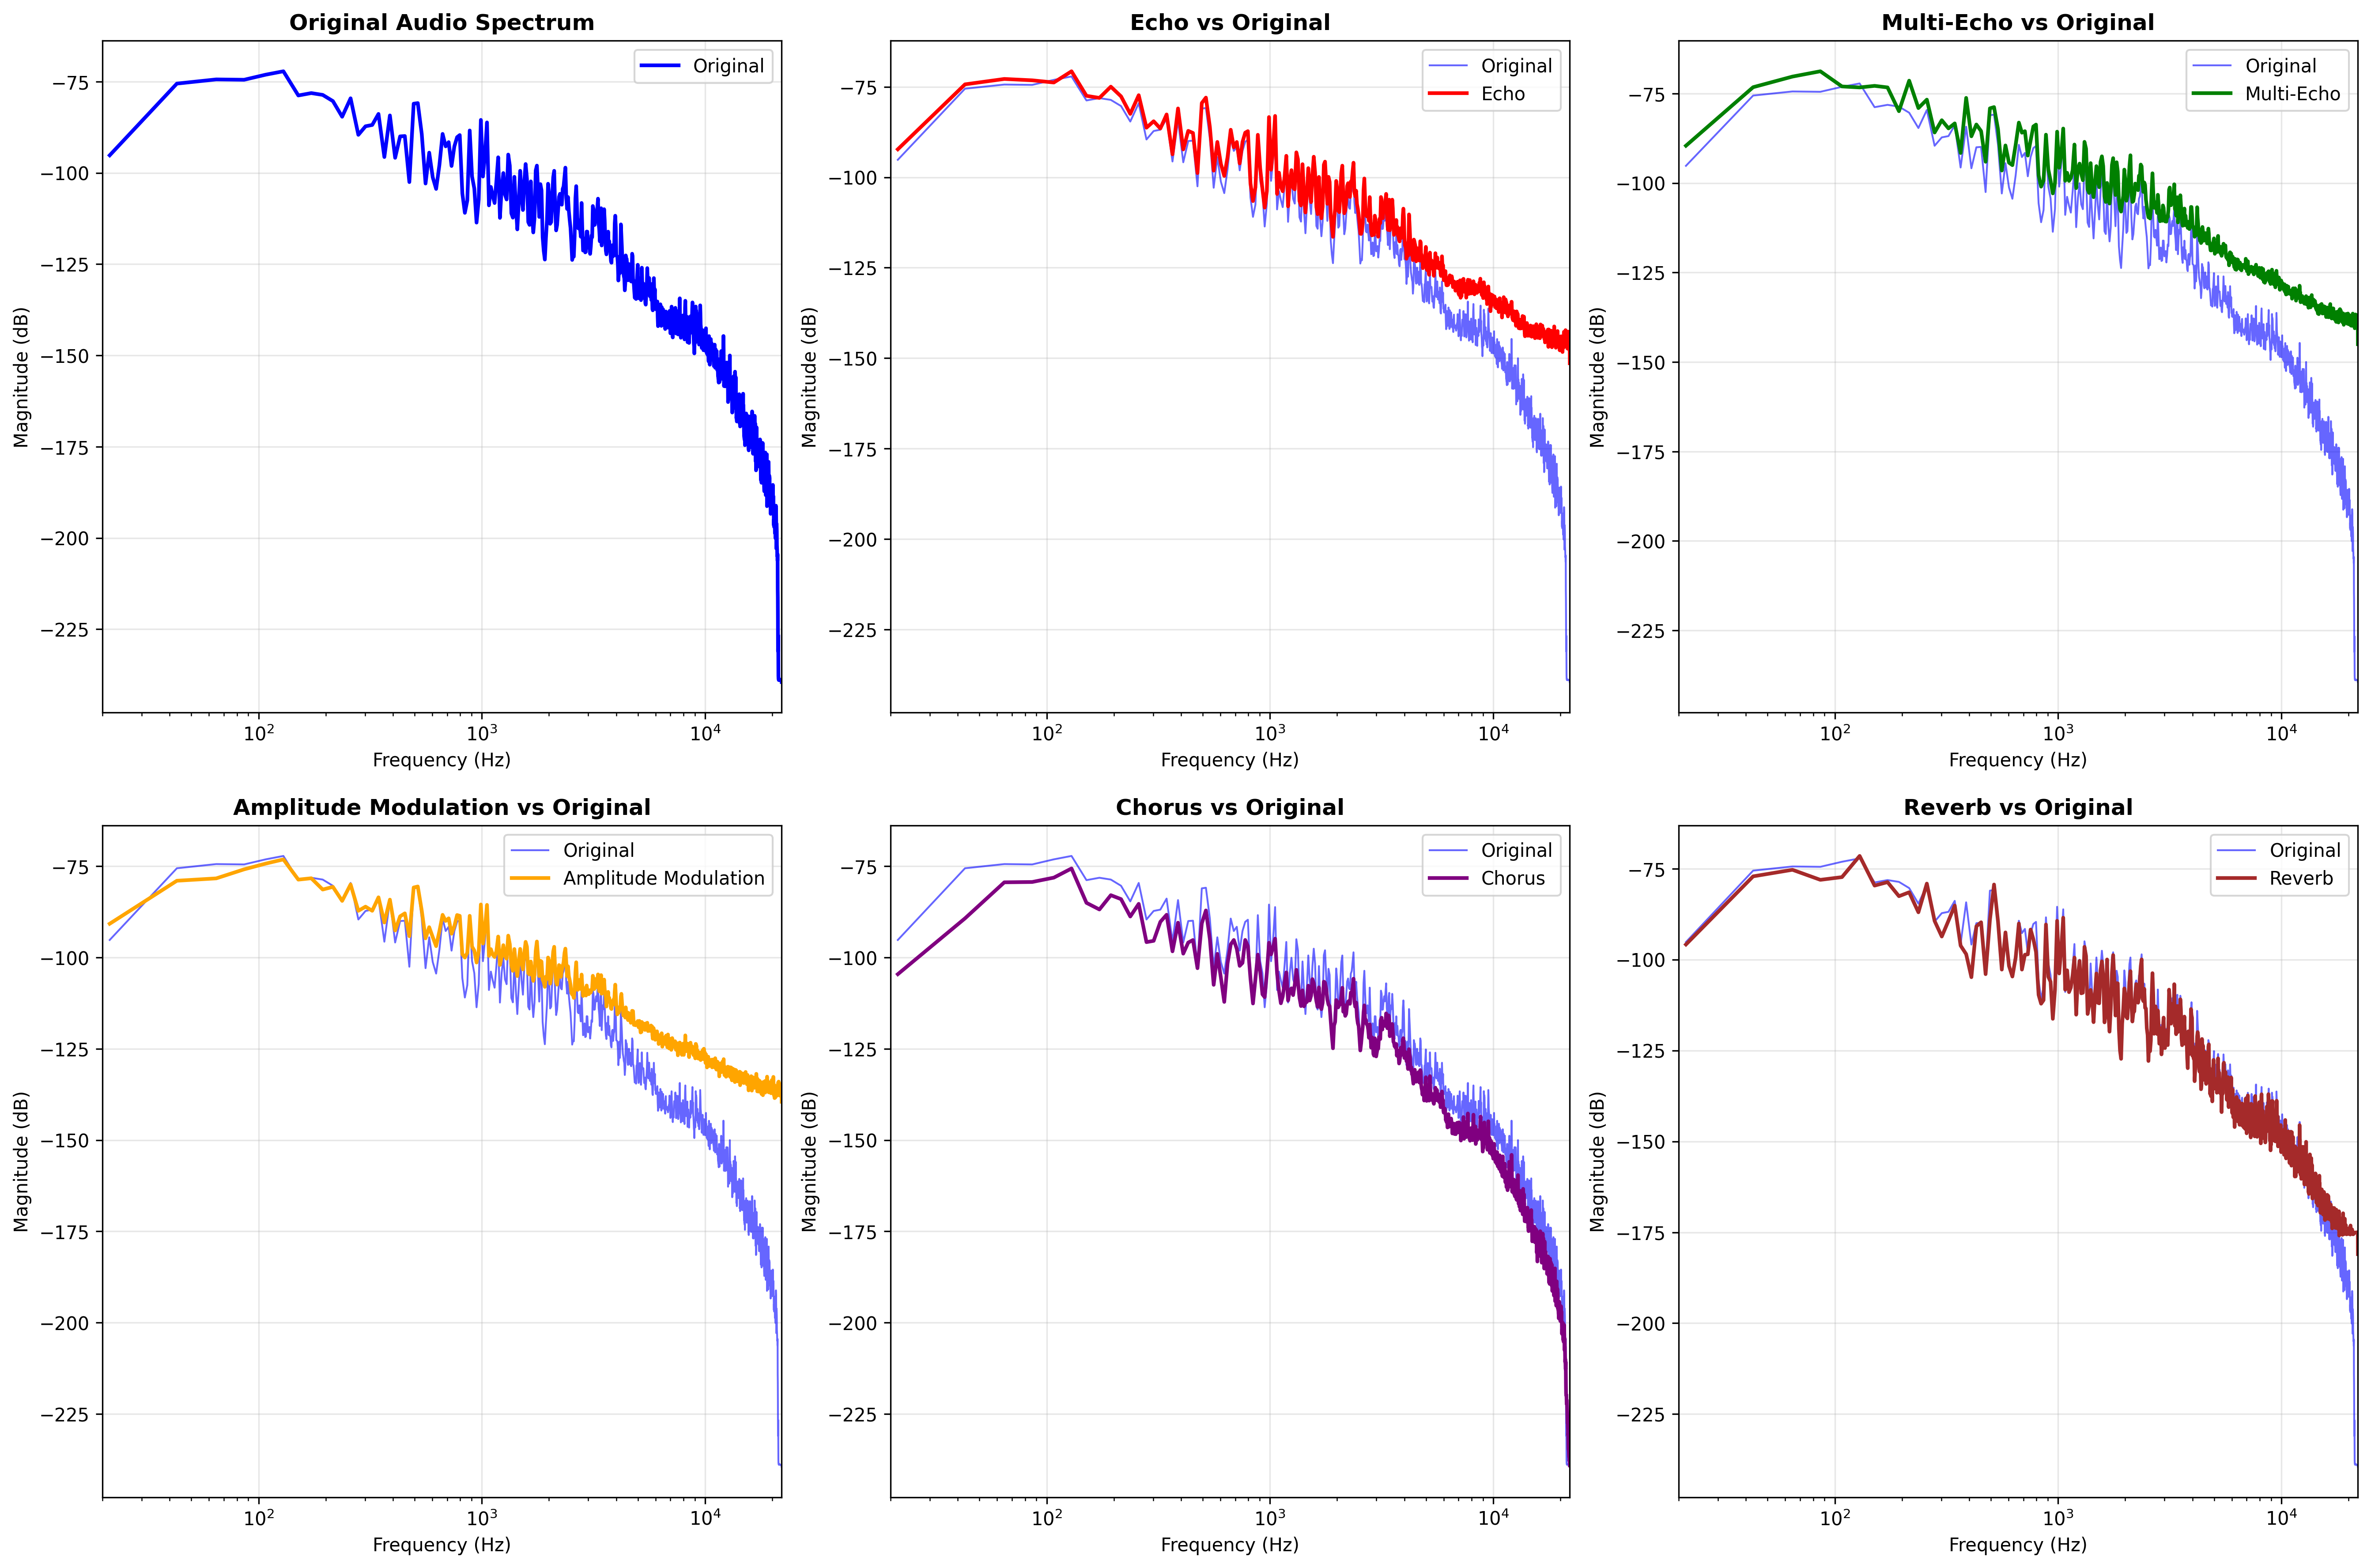 Original Audio Spectrum
Original
−75
−100
−125
−150
−175
−200
−225
Magnitude (dB)
10²
10³
10⁴
Frequency (Hz)
Echo vs Original
Original
Echo
−75
−100
−125
−150
−175
−200
−225
Magnitude (dB)
10²
10³
10⁴
Frequency (Hz)
Multi-Echo vs Original
Original
Multi-Echo
−75
−100
−125
−150
−175
−200
−225
Magnitude (dB)
10²
10³
10⁴
Frequency (Hz)
Amplitude Modulation vs Original
Original
Amplitude Modulation
−75
−100
−125
−150
−175
−200
−225
Magnitude (dB)
10²
10³
10⁴
Frequency (Hz)
Chorus vs Original
Original
Chorus
−75
−100
−125
−150
−175
−200
−225
Magnitude (dB)
10²
10³
10⁴
Frequency (Hz)
Reverb vs Original
Original
Reverb
−75
−100
−125
−150
−175
−200
−225
Magnitude (dB)
10²
10³
10⁴
Frequency (Hz)